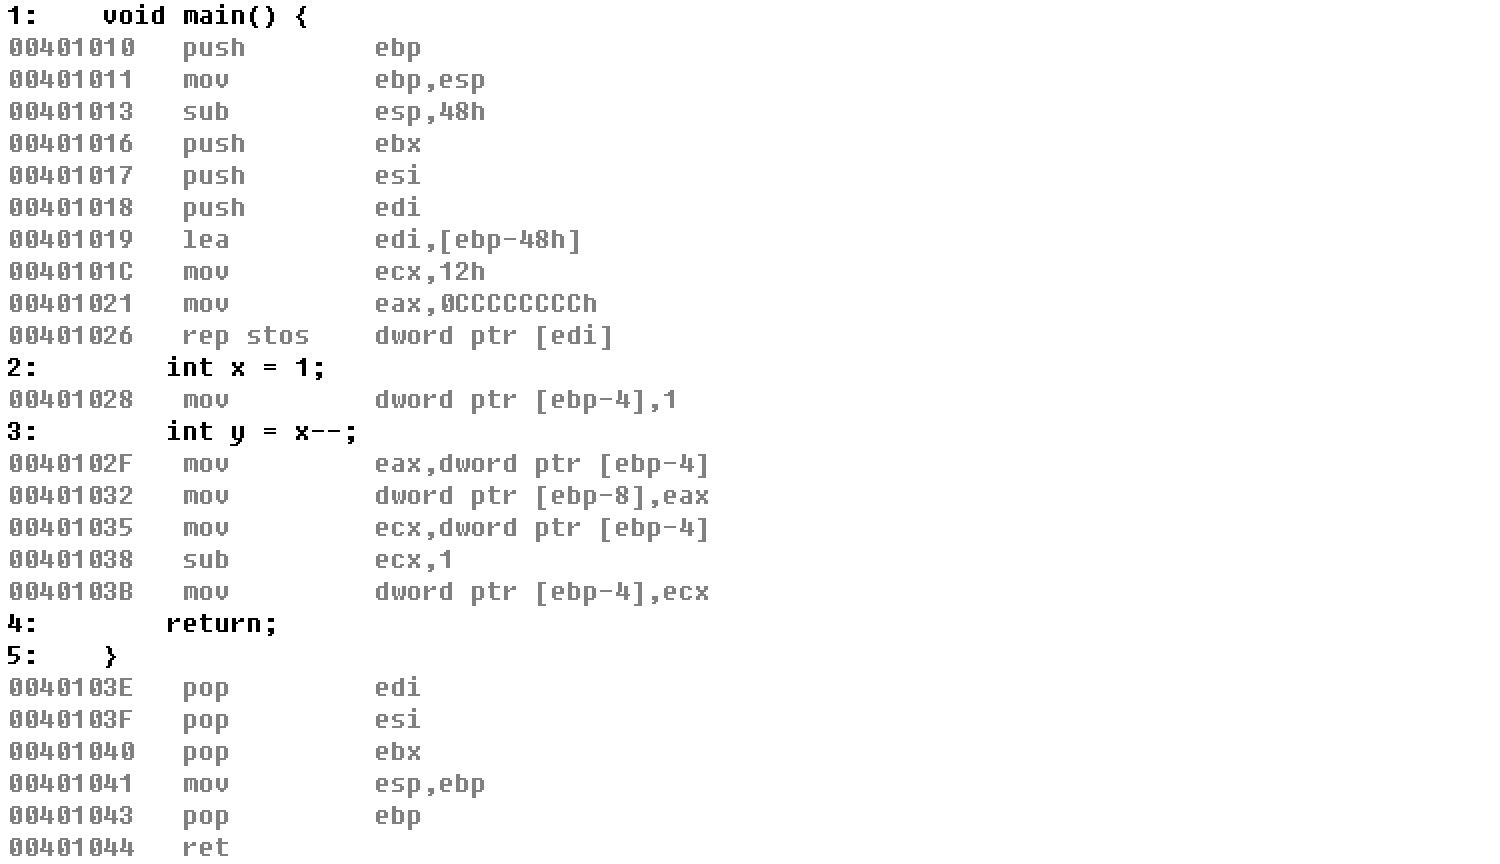 1:    void main() {
00401010   push        ebp
00401011   mov         ebp,esp
00401013   sub         esp,48h
00401016   push        ebx
00401017   push        esi
00401018   push        edi
00401019   lea         edi,[ebp-48h]
0040101C   mov         ecx,12h
00401021   mov         eax,0CCCCCCCCh
00401026   rep stos    dword ptr [edi]
2:        int x = 1;
00401028   mov         dword ptr [ebp-4],1
3:        int y = x--;
0040102F   mov         eax,dword ptr [ebp-4]
00401032   mov         dword ptr [ebp-8],eax
00401035   mov         ecx,dword ptr [ebp-4]
00401038   sub         ecx,1
0040103B   mov         dword ptr [ebp-4],ecx
4:        return;
5:    }
0040103E   pop         edi
0040103F   pop         esi
00401040   pop         ebx
00401041   mov         esp,ebp
00401043   pop         ebp
00401044   ret